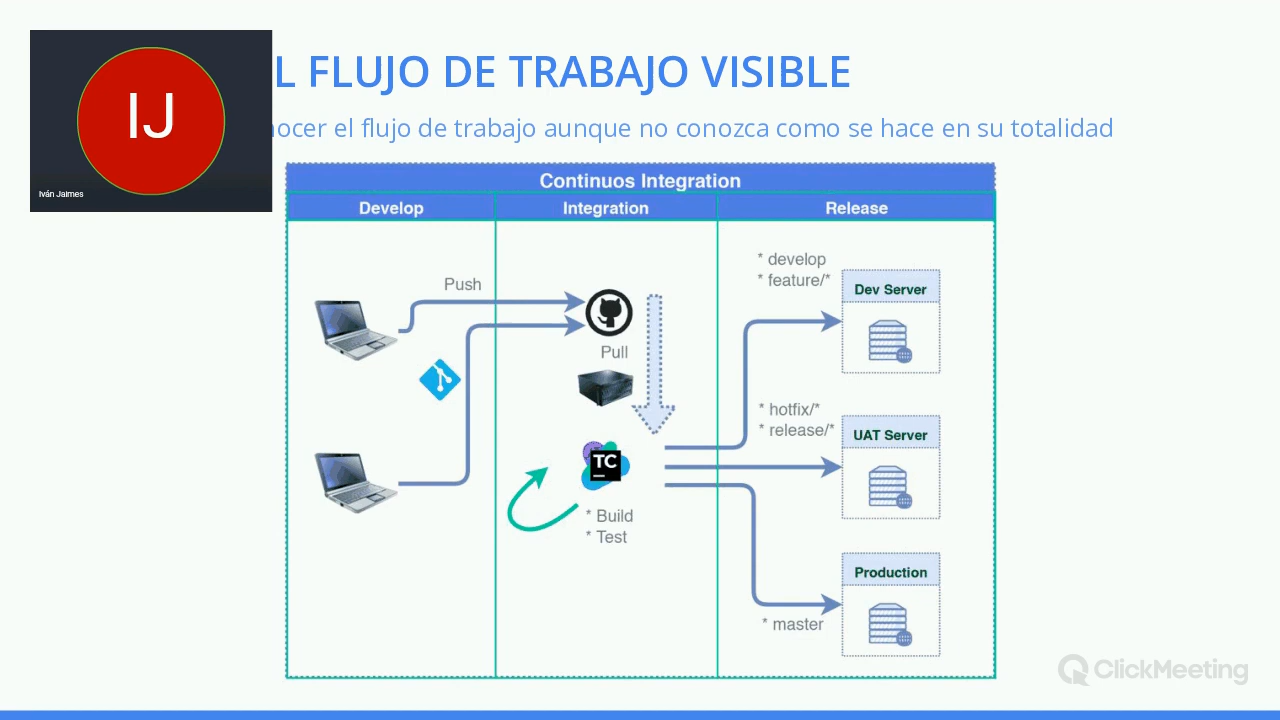 L FLUJO DE TRABAJO VISIBLE
IJ
ocer el flujo de trabajo aunque no conozca como se hace en su totalidad
Iván Jaimes
Continuos Integration
Develop
Integration
Release
* develop
* feature/*
Push
Dev Server
Pull
* hotfix/*
* release/*
UAT Server
TC
* Build
* Test
Production
* master
ClickMeeting